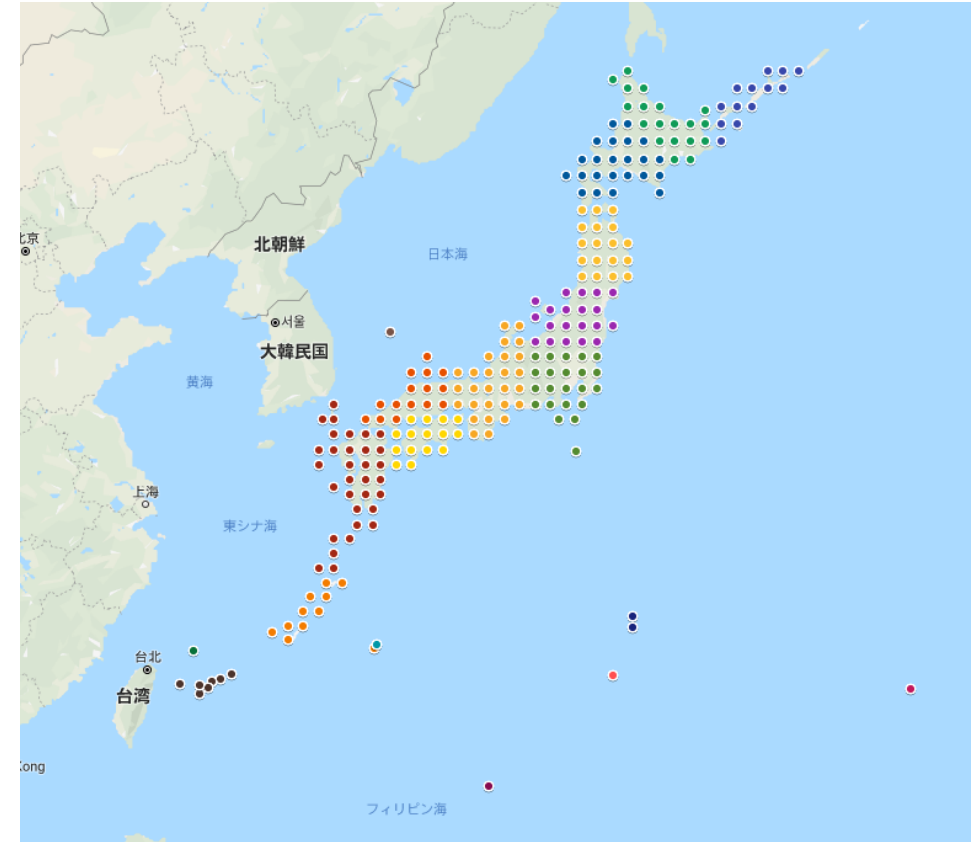 北京
北朝鮮
日本海
서울
大韓民国
黄海
上海
東シナ海
台北
台湾
Kong
フィリピン海